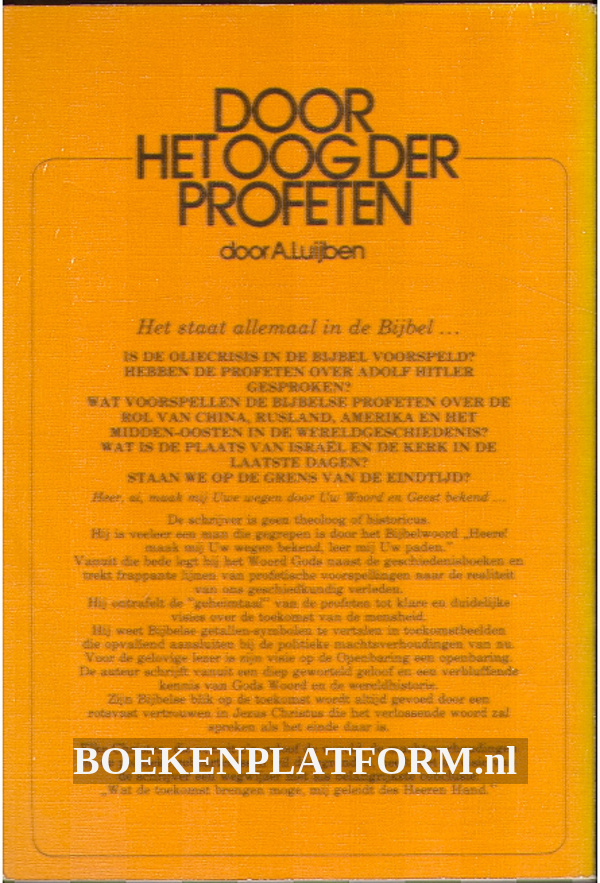 DOOR
HET OOG DER
PROFETEN
door A. Luijben
Het staat allemaal in de Bijbel ...
IS DE OLIECRISIS IN DE BIJBEL VOORSPELD?
HEBBEN DE PROFETEN OVER ADOLF HITLER
GESPROKEN?
WAT VOORSPELLEN DE BIJBELSE PROFETEN OVER DE
ROL VAN CHINA, RUSLAND, AMERIKA EN HET
MIDDEN-OOSTEN IN DE WERELDGESCHIEDENIS?
WAT IS DE PLAATS VAN ISRAËL EN DE KERK IN DE
LAATSTE DAGEN?
STAAN WE OP DE GRENS VAN DE EINDTIJD?
Heer, ai, maak mij Uwe wegen door Uw Woord en Geest bekend ...
De schrijver is geen theoloog of historicus.
Hij is veeleer een man die gegrepen is door het Bijbelwoord „Heere!
maak mij Uw wegen bekend, leer mij Uw paden.”
Vanuit die bede legt hij het Woord Gods naast de geschiedenisboeken en
trekt frappante lijnen van profetische voorspellingen naar de realiteit
van ons geschiedkundig verleden.
Hij ontrafelt de "geheimtaal" van de profeten tot klare en duidelijke
visies over de toekomst van de mensheid.
Hij weet Bijbelse getallen-symbolen te vertalen in toekomstbeelden
die opvallend aansluiten bij de politieke machtsverhoudingen van nu.
Voor de gelovige lezer is zijn visie op de Openbaring een openbaring.
De auteur schrijft vanuit een diep geworteld geloof en een verbluffende
kennis van Gods Woord en de wereldhistorie.
Zijn Bijbelse blik op de toekomst wordt altijd gevoed door een
rotsvast vertrouwen in Jezus Christus die het verlossende woord zal
spreken als het einde daar is.
BOEKENPLATFORM.nl
de schrijver een wegwijzer met als belangrijkste
„Wat de toekomst brengen moge, mij geleidt des Heeren Hand.”